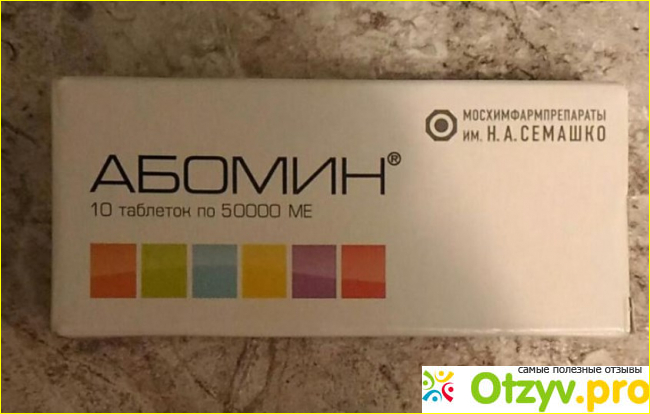 МОСХИМФАРМПРЕПАРАТЫ
ИМ. Н. А. СЕМАШКО
АБОМИН®
10 таблеток по 50000 МЕ
самые полезные отзывы
Otzyv.pro